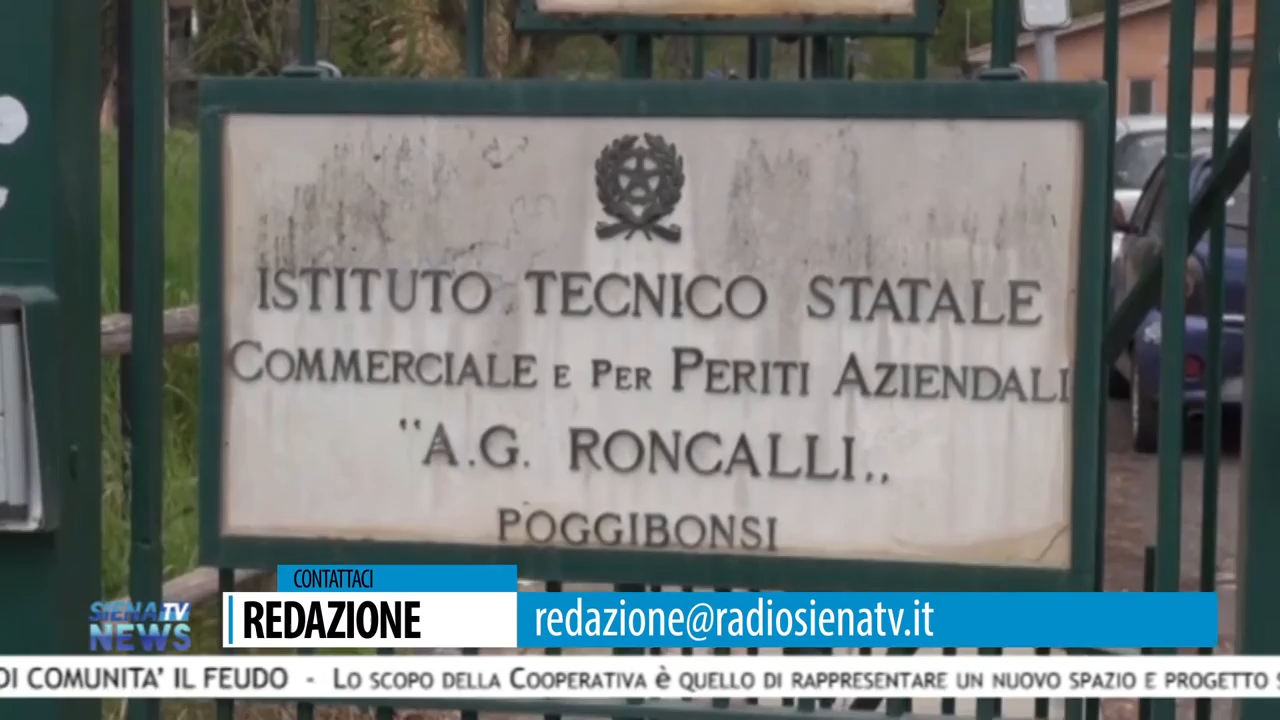 ISTITUTO TECNICO STATALE
COMMERCIALE E PER PERITI AZIENDALI
"A.G. RONCALLI„
POGGIBONSI
CONTATTACI
REDAZIONE
redazione@radiosienatv.it
SIENA TV
NEWS
DI COMUNITA' IL FEUDO - LO SCOPO DELLA COOPERATIVA È QUELLO DI RAPPRESENTARE UN NUOVO SPAZIO E PROGETTO